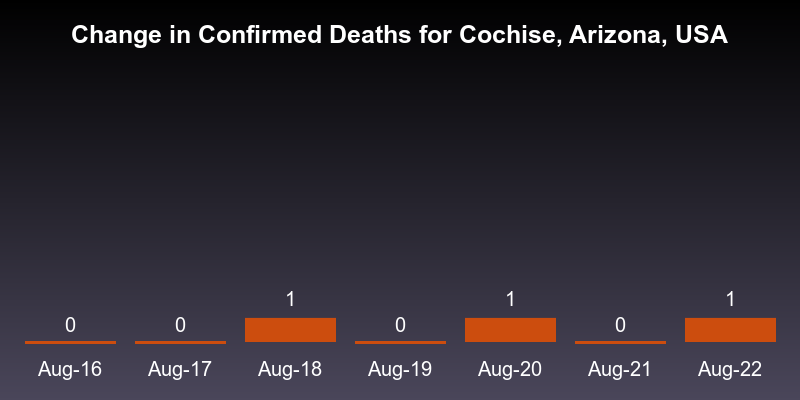 Change in Confirmed Deaths for Cochise, Arizona, USA
0 0 1 0 1 0 1
Aug-16 Aug-17 Aug-18 Aug-19 Aug-20 Aug-21 Aug-22